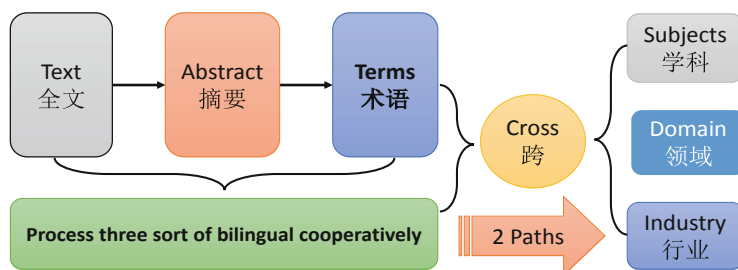 Text
全文
Abstract
摘要
Terms
术语
Cross
跨
Subjects
学科
Domain
领域
Industry
行业
Process three sort of bilingual cooperatively
2 Paths